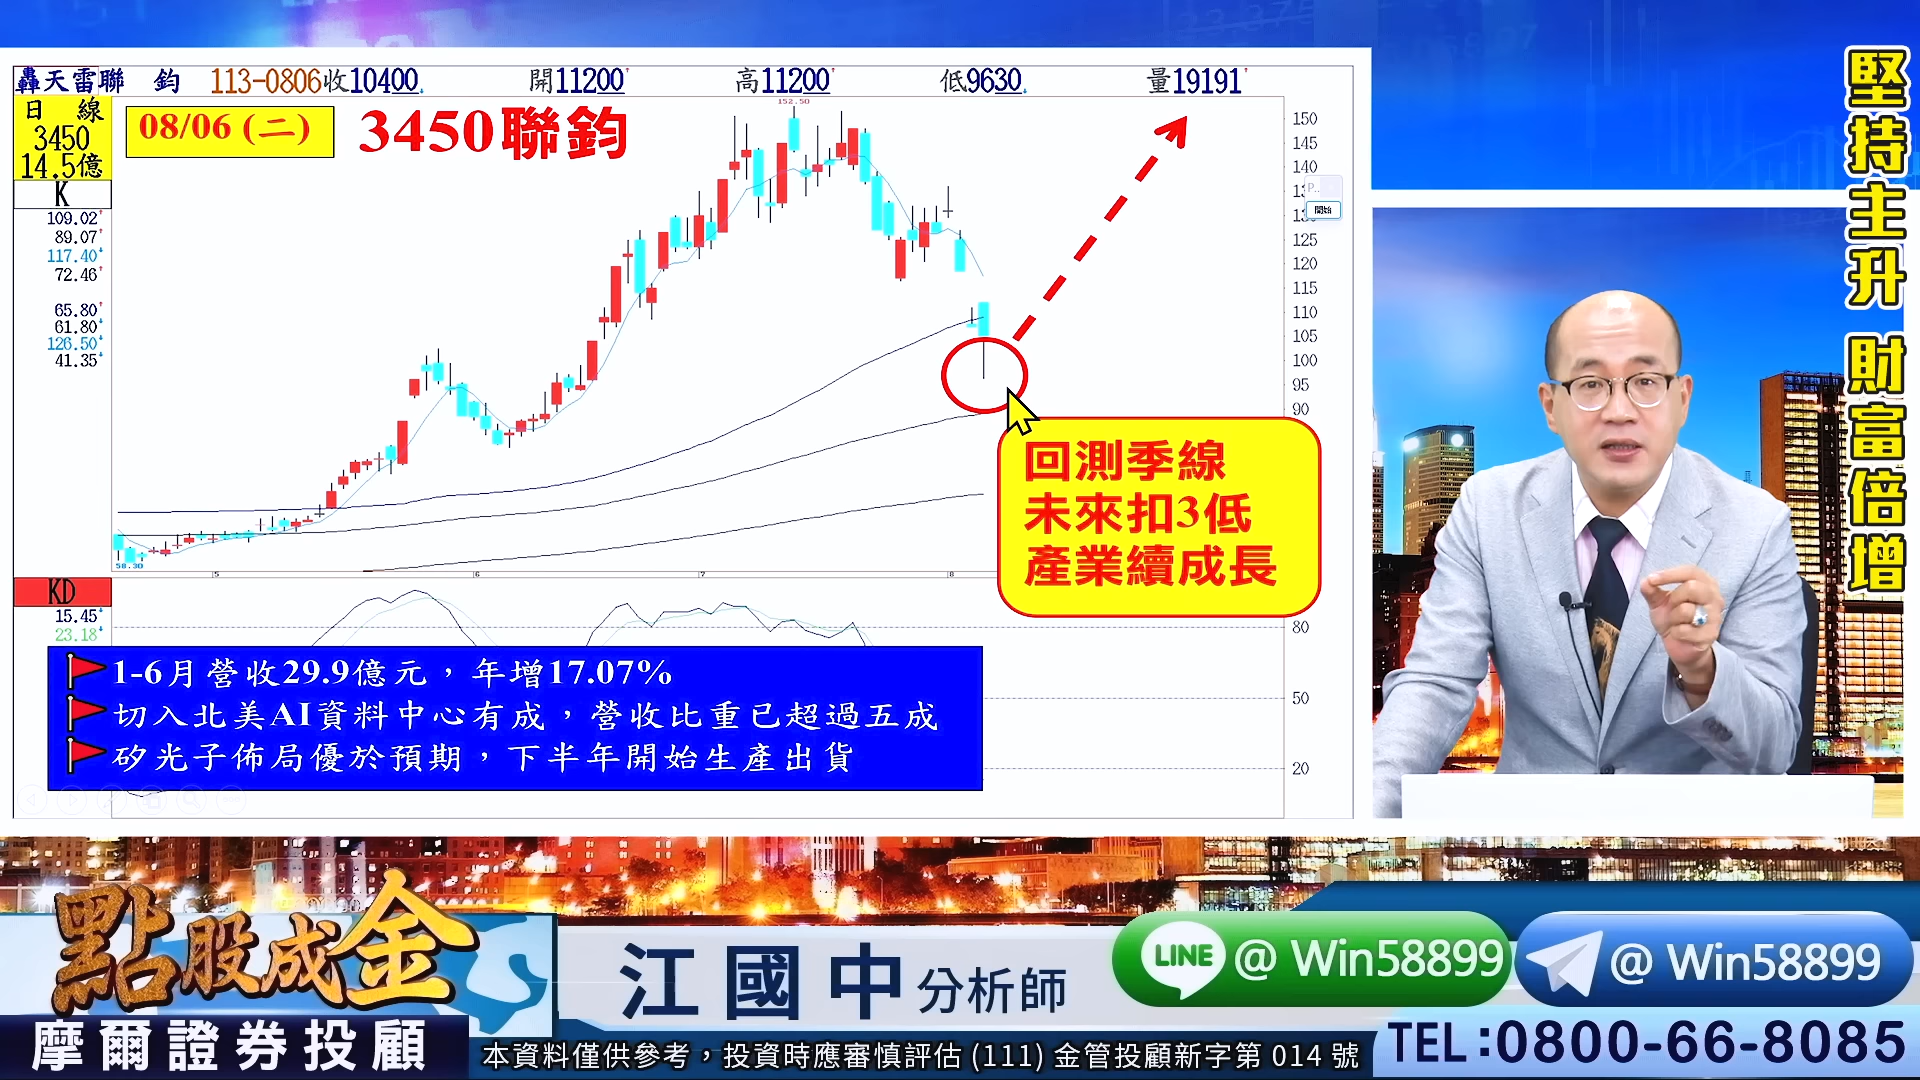 轟天雷聯 鈞 113-0806收10400 開11200 高11200 低9630 量19191
日 線
3450
14.5億
K
109.02
89.07
117.40
72.46
65.80
61.80
126.50
41.35
08/06 (二)
3450聯鈞
152.50
150
145
140
125
120
115
110
105
100
95
90
開始
58.30
5
6
7
8
回測季線
未來扣3低
產業續成長
KD
15.45
23.18
80
50
20
1-6月營收29.9億元，年增17.07%
切入北美AI資料中心有成，營收比重已超過五成
矽光子佈局優於預期，下半年開始生產出貨
堅持主升 財富倍增
點股成金
摩爾證券投顧
江國中分析師
LINE @ Win58899
@ Win58899
本資料僅供參考，投資時應審慎評估 (111) 金管投顧新字第 014 號
TEL:0800-66-8085